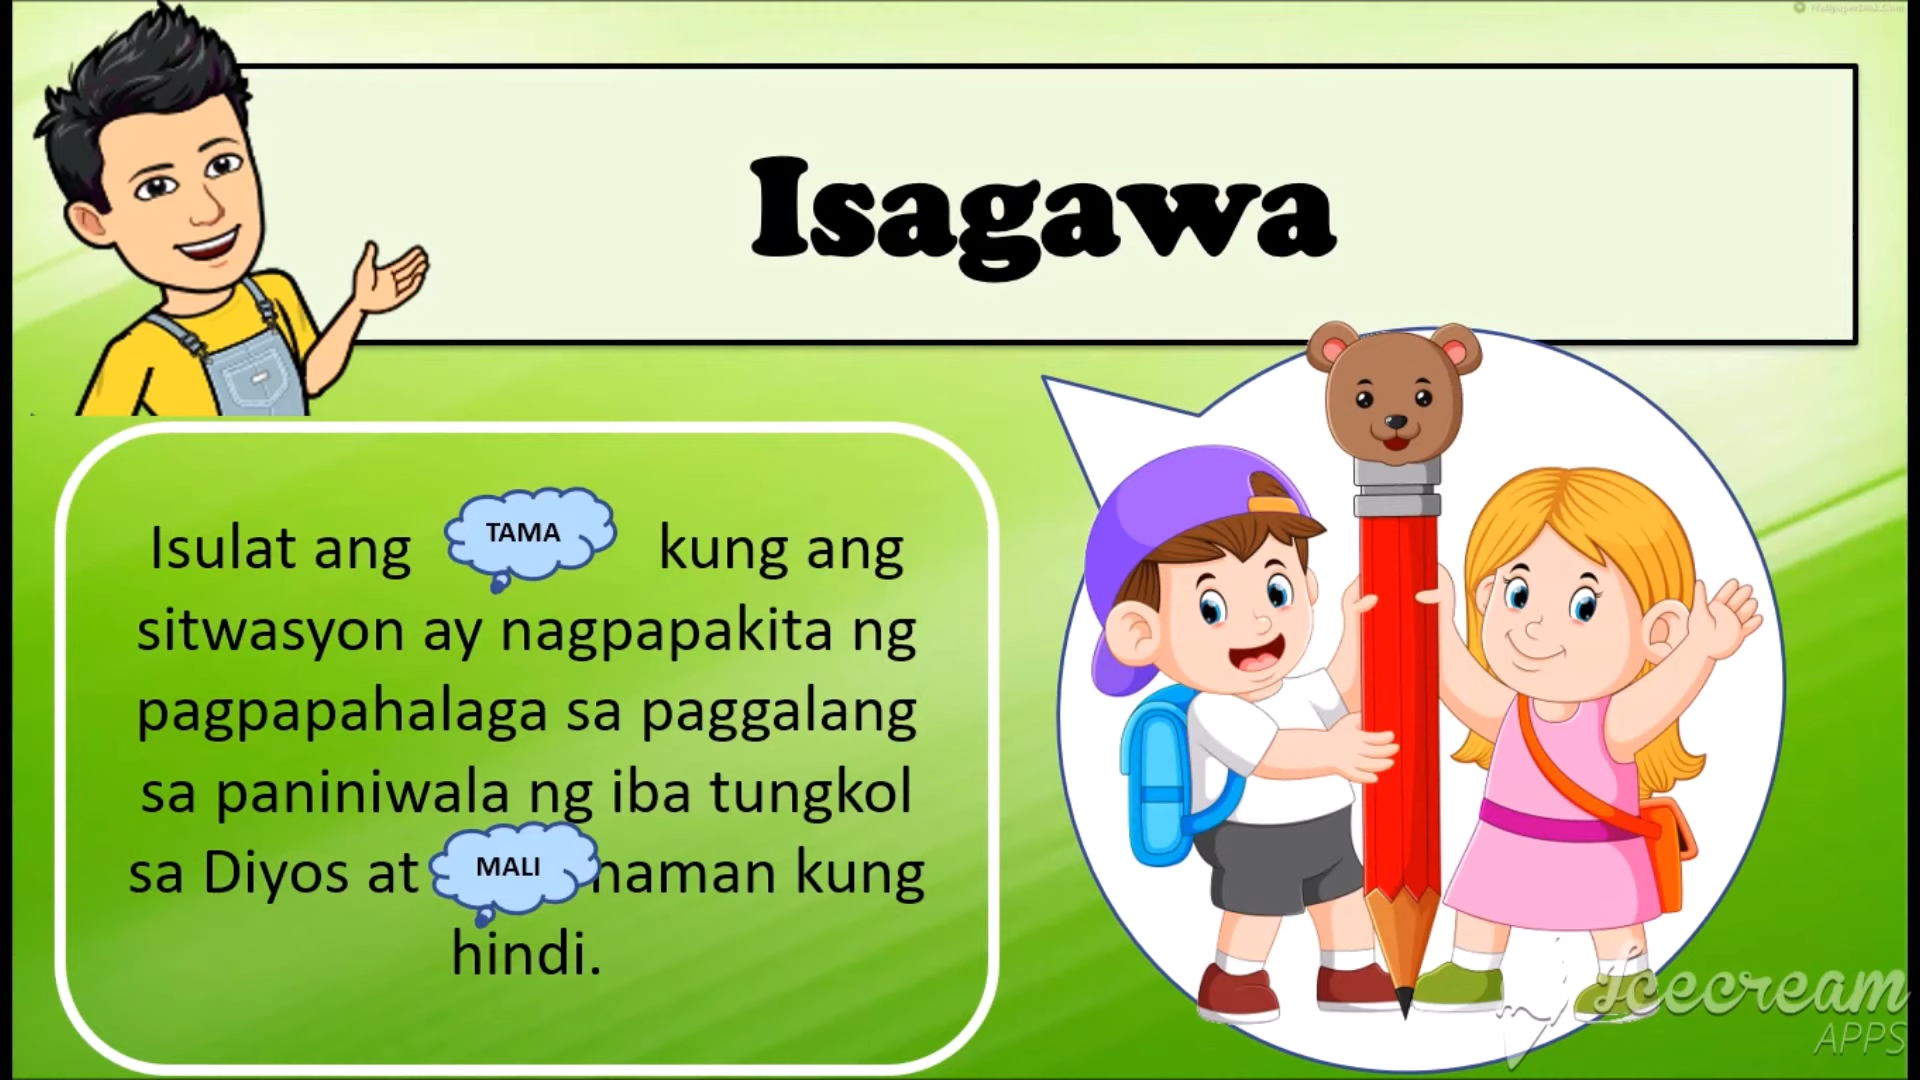 Isagawa
Isulat ang TAMA kung ang
sitwasyon ay nagpapakita ng
pagpapahalaga sa paggalang
sa paniniwala ng iba tungkol
sa Diyos at MALI naman kung
hindi.
Icecream
APPS